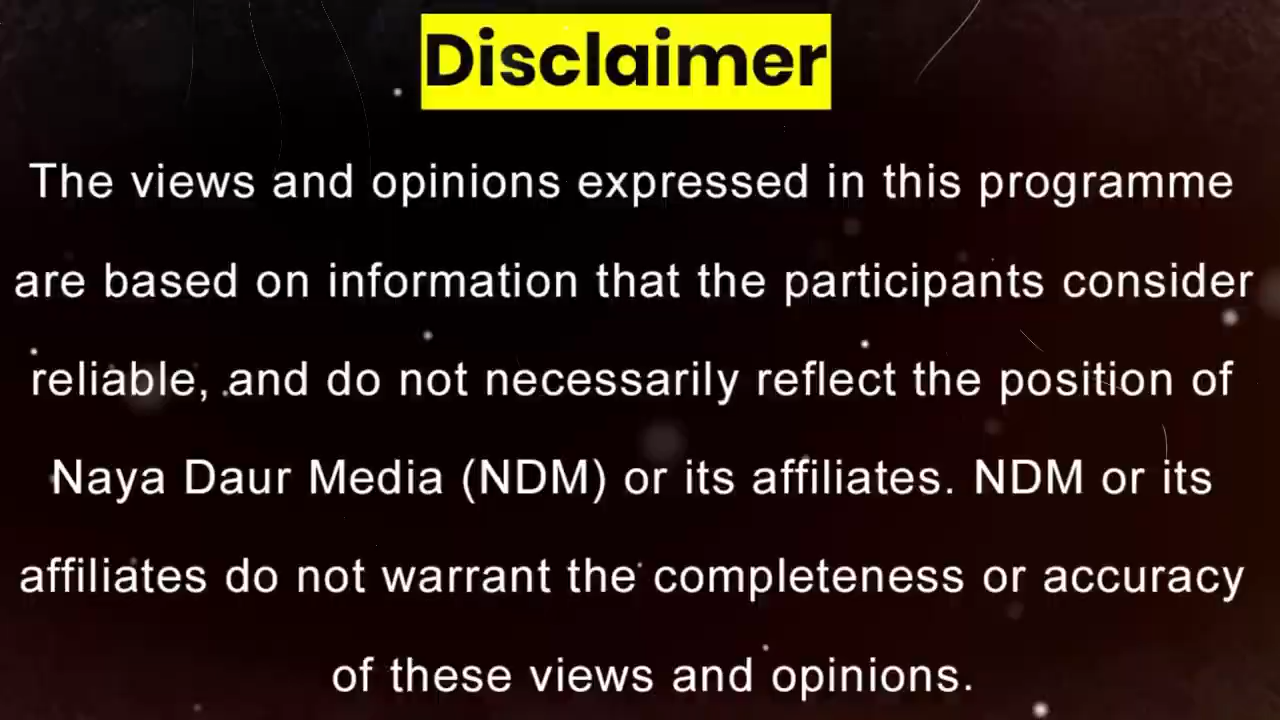 Disclaimer
The views and opinions expressed in this programme
are based on information that the participants consider
reliable, and do not necessarily reflect the position of
Naya Daur Media (NDM) or its affiliates. NDM or its
affiliates do not warrant the completeness or accuracy
of these views and opinions.